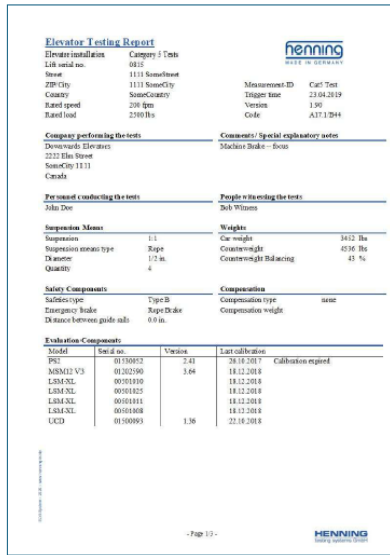 Elevator Testing Report
henning
MADE IN GERMANY
Elevator installation Category 5 Tests
Lift serial no. 0815
Street 1111 SomeStreet
ZIP/City 1111 SomeCity
Country SomeCountry
Rated speed 200 fpm
Rated load 2500 lbs
Measurement-ID Cat5 Test
Trigger time 23.04.2019
Version 1.90
Code A17.1/B44
Company performing the tests
Downwards Elevators
2222 Elm Street
SomeCity 1111
Canada
Comments / Special explanatory notes
Machine Brake – focus
Personnel conducting the tests
John Doe
People witnessing the tests
Bob Witness
Suspension Means
Suspension 1:1
Suspension means type Rope
Diameter 1/2 in.
Quantity 4
Weights
Car weight 3452 lbs
Counterweight 4536 lbs
Counterweight Balancing 43 %
Safety Components
Safeties type Type B
Emergency brake Rope Brake
Distance between guide rails 0.0 in.
Compensation
Compensation type none
Compensation weight
Evaluation Components
Model Serial no. Version Last calibration
PS2 01530052 2.41 26.10.2017 Calibration expired
MSM12 V3 01202590 3.64 18.12.2018
LSM-XL 00501010 18.12.2018
LSM-XL 00501025 18.12.2018
LSM-XL 00501011 18.12.2018
LSM-XL 00501008 18.12.2018
UCD 01500093 1.36 22.10.2018
- Page 1/3 -
HENNING
testing systems GmbH